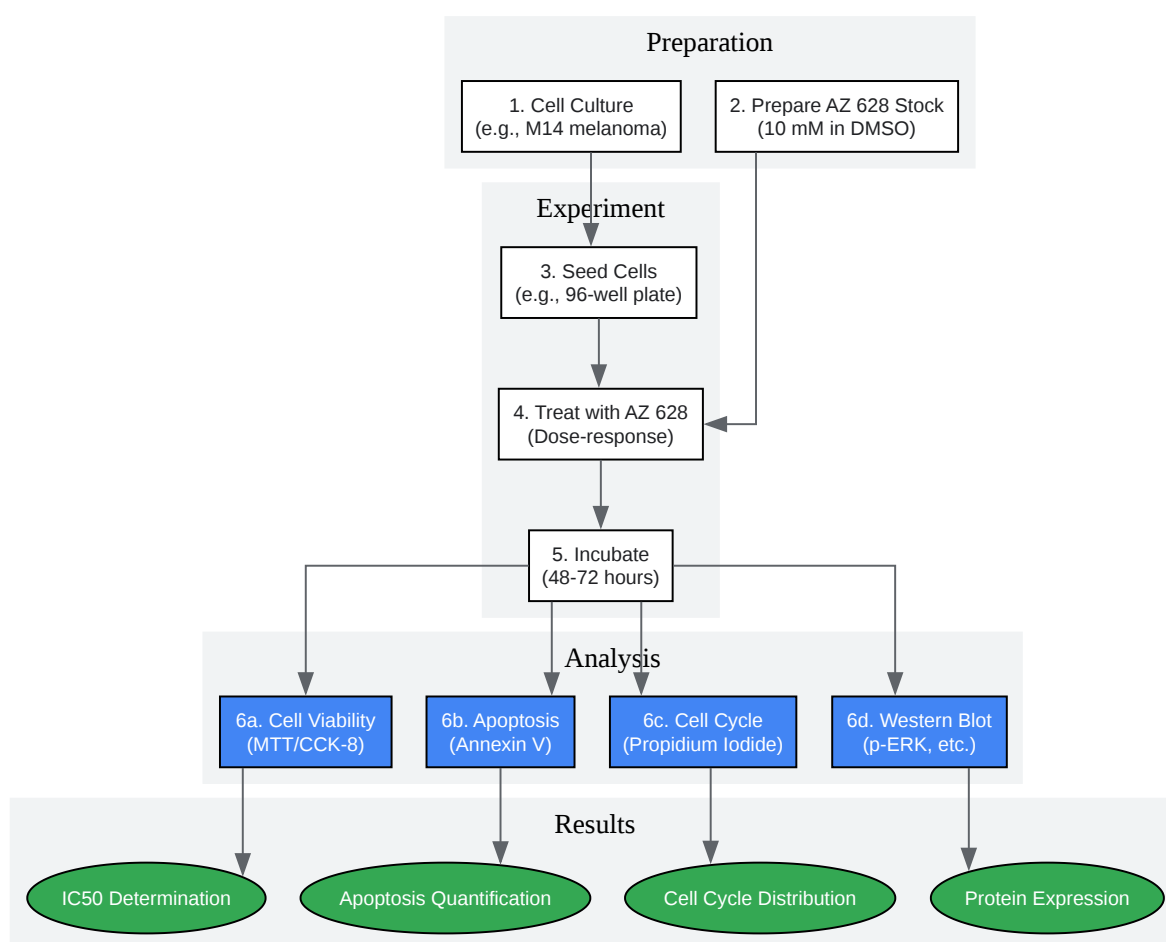 Preparation
1. Cell Culture
(e.g., M14 melanoma)
2. Prepare AZ 628 Stock
(10 mM in DMSO)
Experiment
3. Seed Cells
(e.g., 96-well plate)
4. Treat with AZ 628
(Dose-response)
5. Incubate
(48-72 hours)
Analysis
6a. Cell Viability
(MTT/CCK-8)
6b. Apoptosis
(Annexin V)
6c. Cell Cycle
(Propidium Iodide)
6d. Western Blot
(p-ERK, etc.)
Results
IC50 Determination
Apoptosis Quantification
Cell Cycle Distribution
Protein Expression